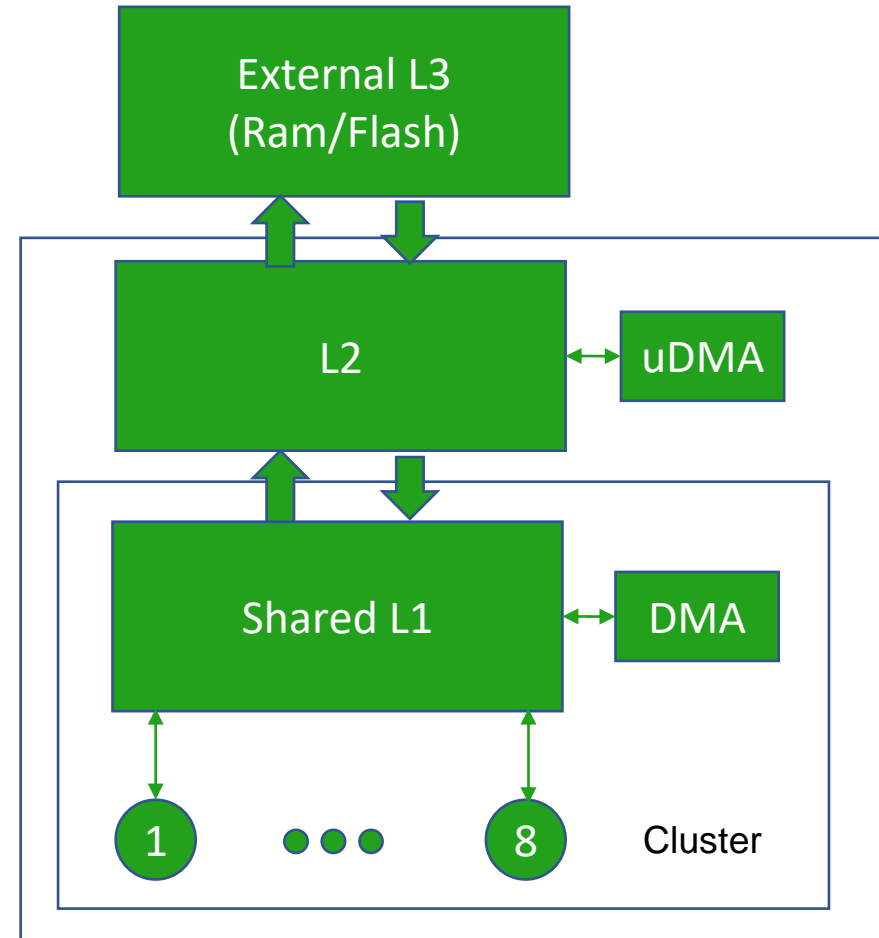 External L3
(Ram/Flash)
L2
uDMA
Shared L1
DMA
1
8
Cluster